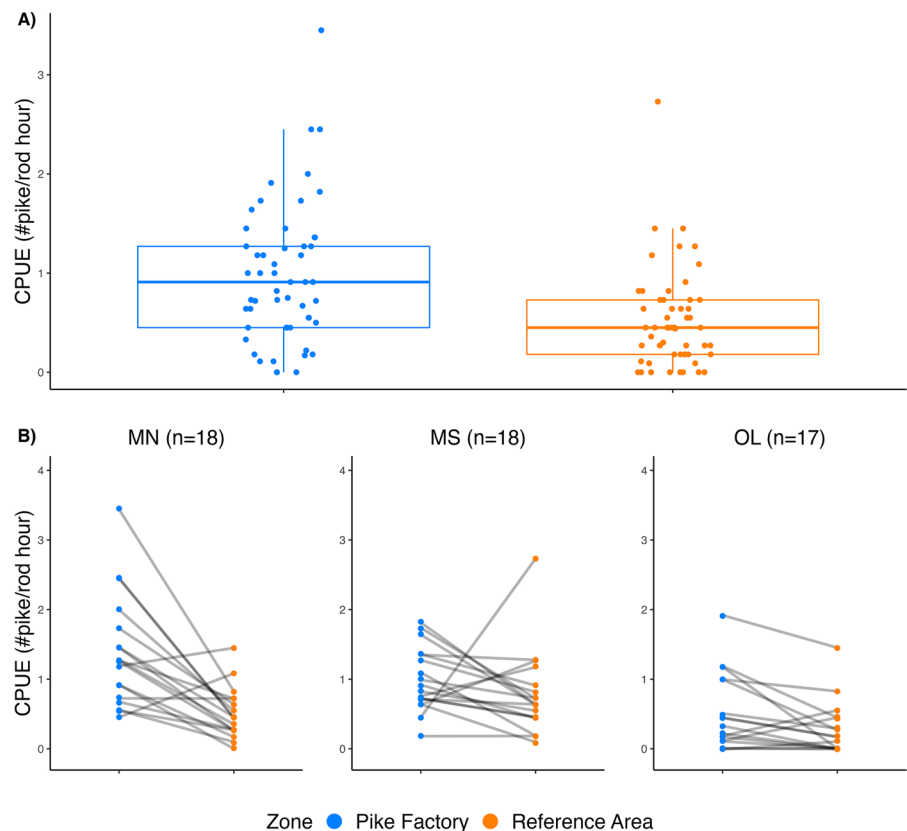 A)
CPUE (#pike/rod hour)
3
2
1
0
B)
MN (n=18)
MS (n=18)
OL (n=17)
CPUE (#pike/rod hour)
4
3
2
1
0
4
3
2
1
0
4
3
2
1
0
Zone Pike Factory Reference Area